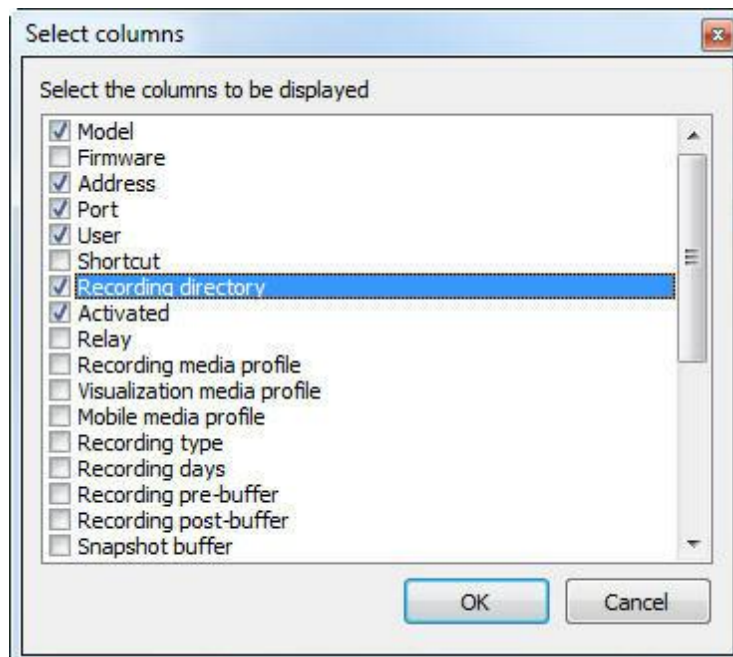 Select columns
Select the columns to be displayed
Model
Firmware
Address
Port
User
Shortcut
Recording directory
Activated
Relay
Recording media profile
Visualization media profile
Mobile media profile
Recording type
Recording days
Recording pre-buffer
Recording post-buffer
Snapshot buffer
OK Cancel